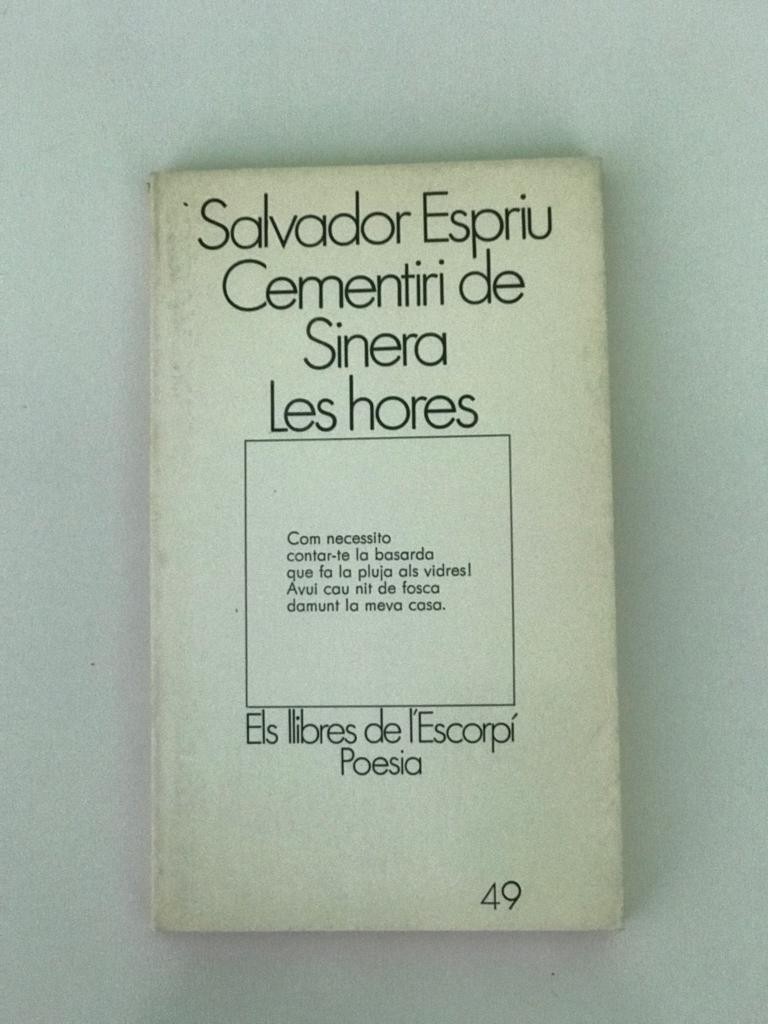 Salvador Espriu
Cementiri de
Sinera
Les hores
Com necessito
contar-te la basarda
que fa la pluja als vidres!
Avui cau nit de fosca
damunt la meva casa.
Els llibres de l'Escorpí
Poesia
49